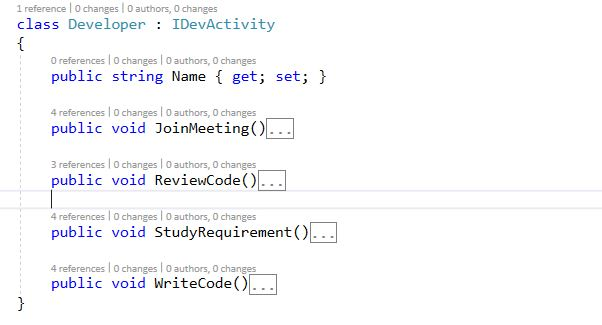 1 reference | 0 changes | 0 authors, 0 changes
class Developer : IDevActivity
{
0 references | 0 changes | 0 authors, 0 changes
public string Name { get; set; }
4 references | 0 changes | 0 authors, 0 changes
public void JoinMeeting()...
3 references | 0 changes | 0 authors, 0 changes
public void ReviewCode()...
4 references | 0 changes | 0 authors, 0 changes
public void StudyRequirement()...
4 references | 0 changes | 0 authors, 0 changes
public void WriteCode()...
}